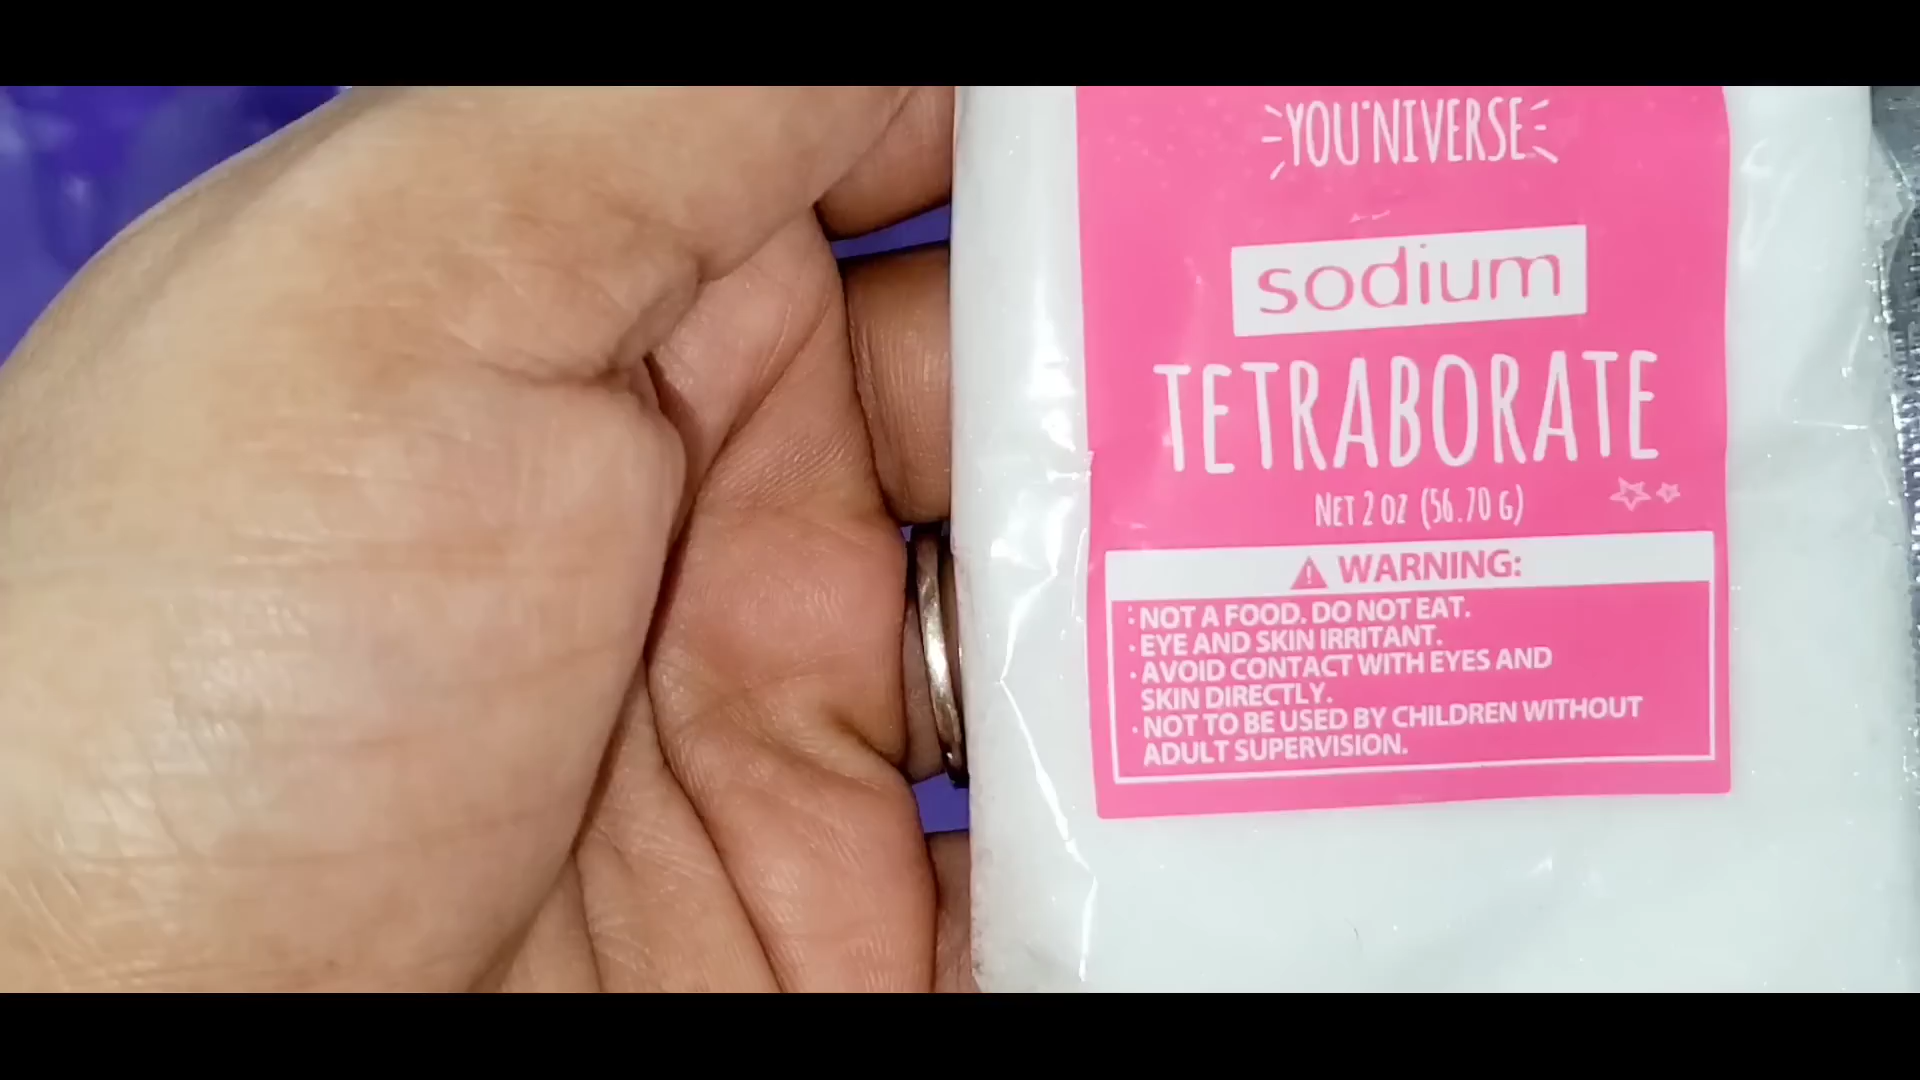 YOU*NIVERSE
sodium
TETRABORATE
NET 2 OZ (56.70 G)
WARNING:
• NOT A FOOD. DO NOT EAT.
• EYE AND SKIN IRRITANT.
• AVOID CONTACT WITH EYES AND
SKIN DIRECTLY.
• NOT TO BE USED BY CHILDREN WITHOUT
ADULT SUPERVISION.